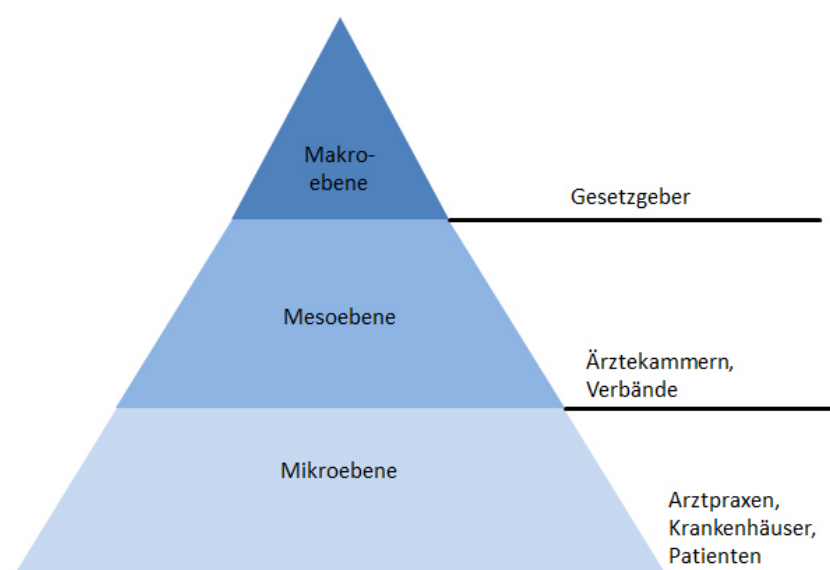 Makro-
ebene
Gesetzgeber
Mesoebene
Ärztekammern,
Verbände
Mikroebene
Arztpraxen,
Krankenhäuser,
Patienten